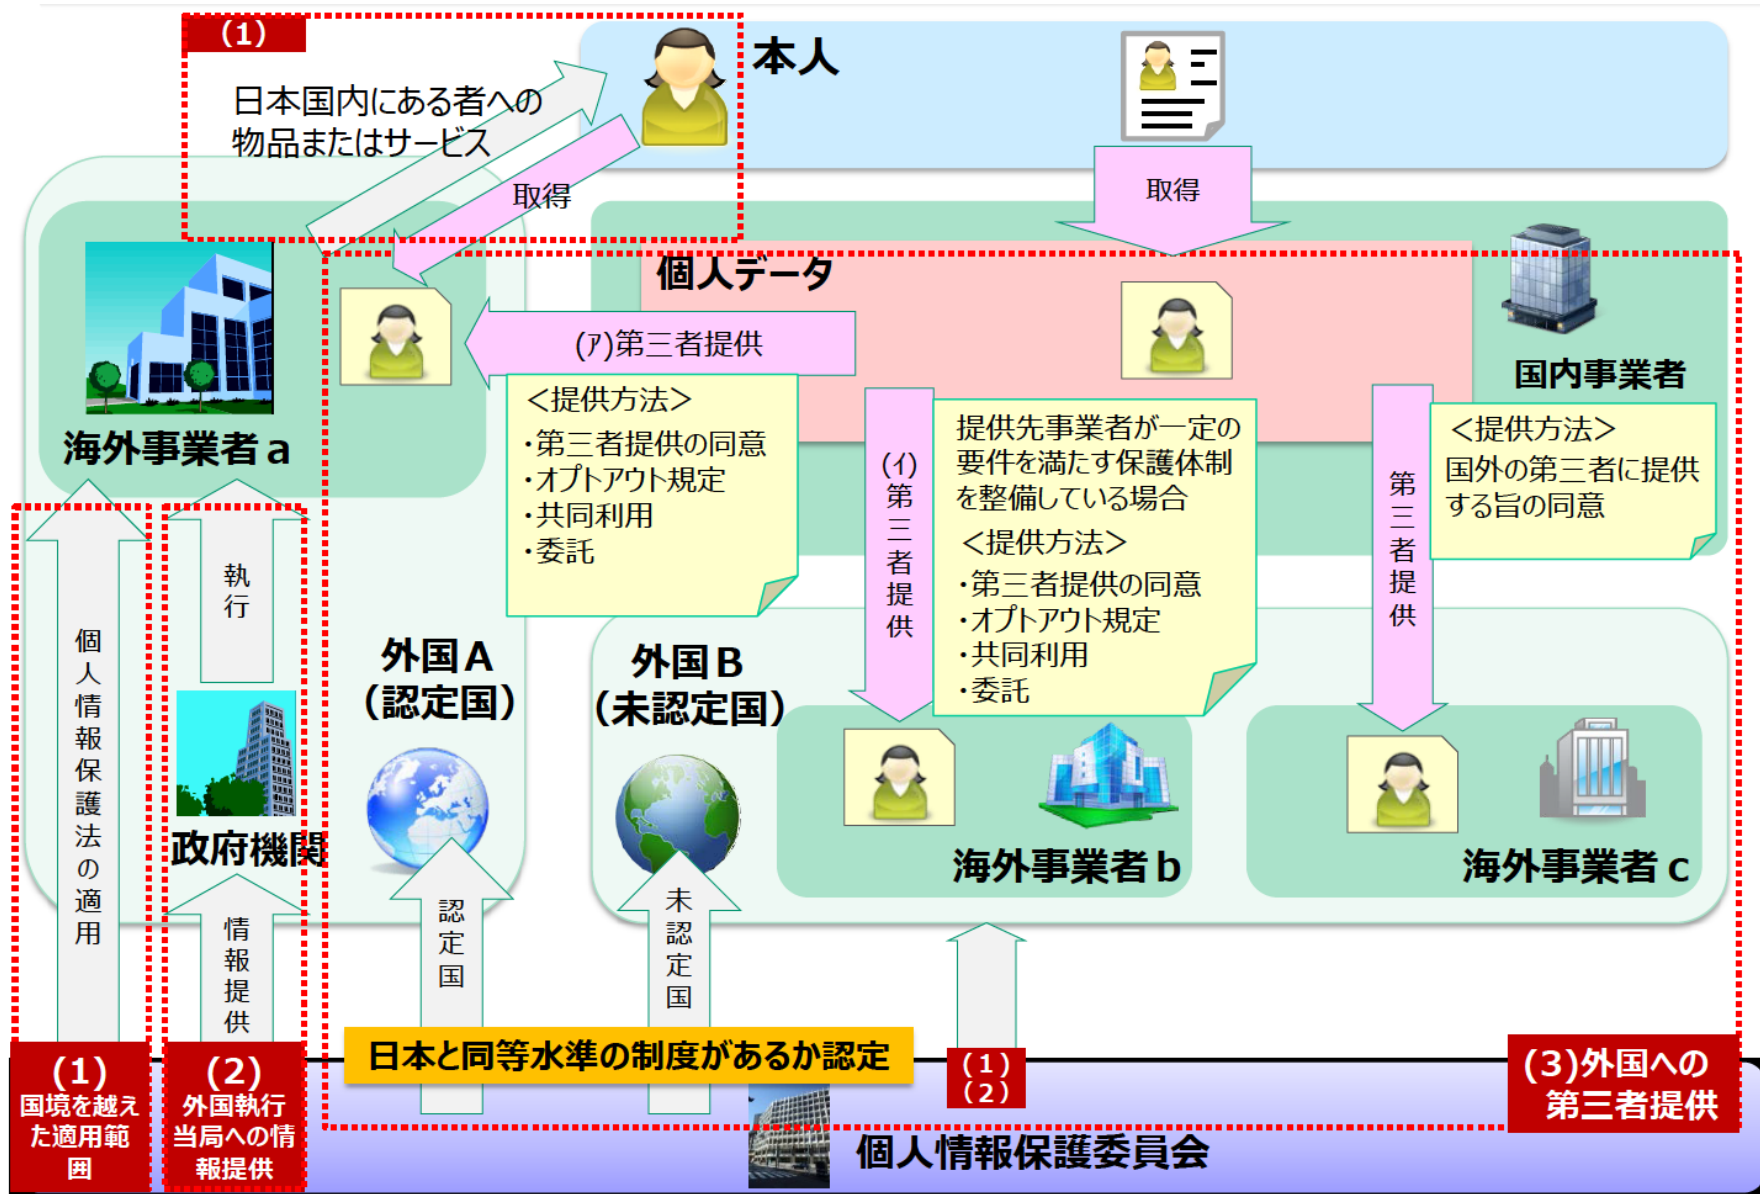 (1)
本人
日本国内にある者への
物品またはサービス
取得
取得
個人データ
(ア)第三者提供
国内事業者
海外事業者a
<提供方法>
・第三者提供の同意
・オプトアウト規定
・共同利用
・委託
(イ)第三者提供
提供先事業者が一定の
要件を満たす保護体制
を整備している場合
<提供方法>
・第三者提供の同意
・オプトアウト規定
・共同利用
・委託
第三者提供
<提供方法>
国外の第三者に提供
する旨の同意
個人情報保護法の適用
執行
政府機関
情報提供
外国A
(認定国)
外国B
(未認定国)
海外事業者b
海外事業者c
認定国
未認定国
日本と同等水準の制度があるか認定
(1)
国境を越え
た適用範
囲
(2)
外国執行
当局への情
報提供
(1)
(2)
(3)外国への
第三者提供
個人情報保護委員会